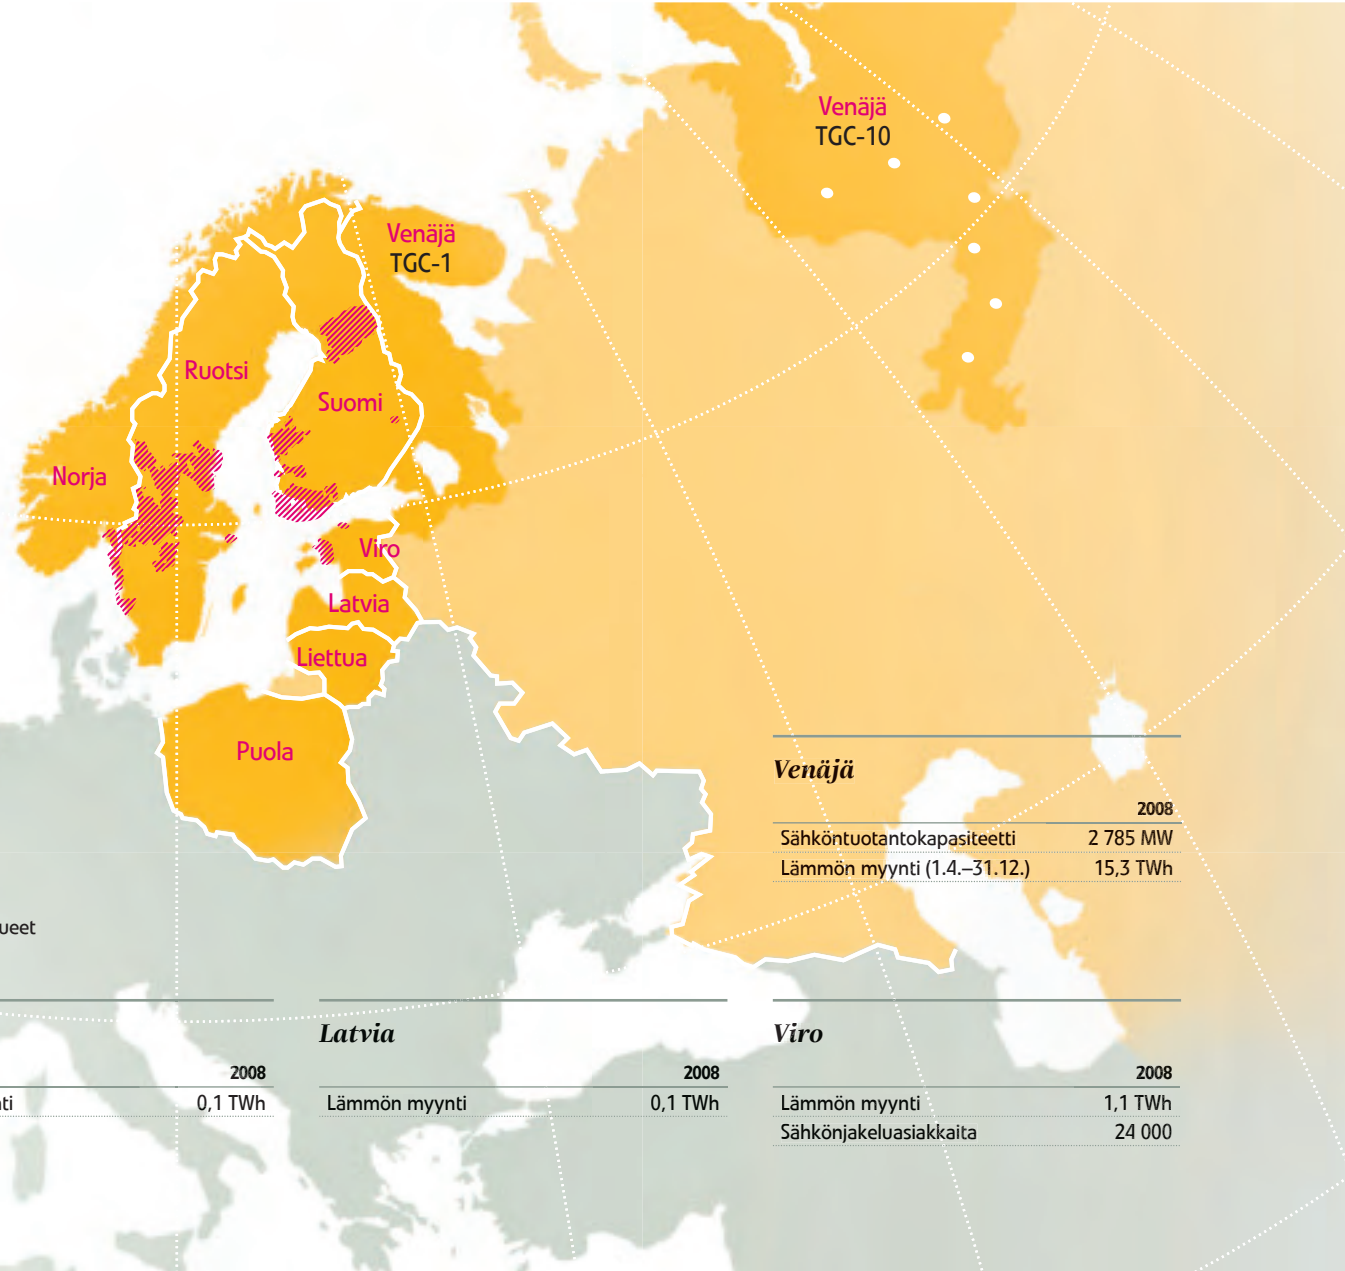 Venäjä
TGC-10
Venäjä
TGC-1
Ruotsi
Suomi
Norja
Viro
Latvia
Liettua
Puola
Venäjä
2008
Sähköntuotantokapasiteetti 2 785 MW
Lämmön myynti (1.4.–31.12.) 15,3 TWh
ueet
2008
ti 0,1 TWh
Latvia
2008
Lämmön myynti 0,1 TWh
Viro
2008
Lämmön myynti 1,1 TWh
Sähkönjakeluasiakkaita 24 000